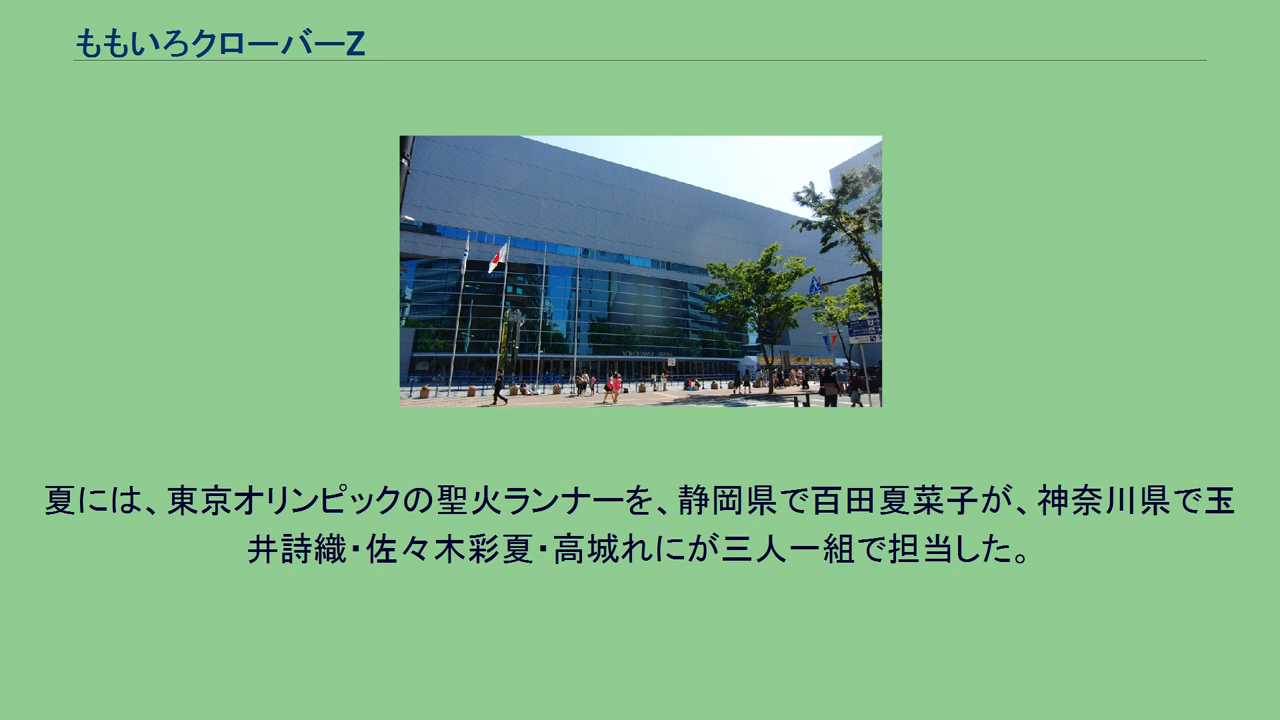 ももいろクローバーZ
YOKOHAMA ARENA
夏には、東京オリンピックの聖火ランナーを、静岡県で百田夏菜子が、神奈川県で玉
井詩織・佐々木彩夏・高城れにが三人一組で担当した。